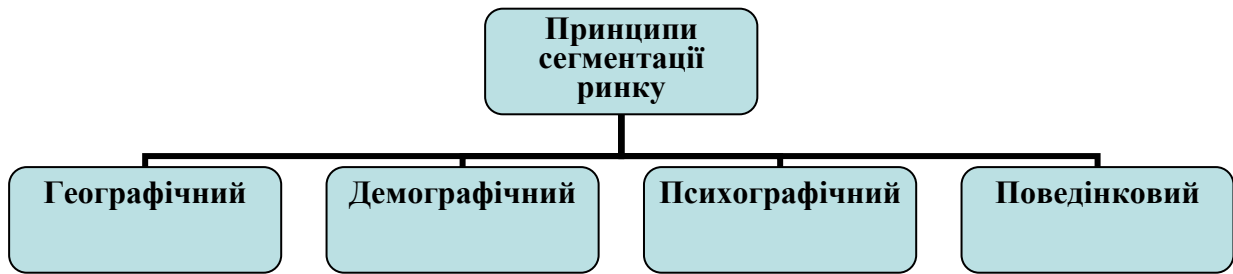 Принципи
сегментації
ринку
Географічний
Демографічний
Психографічний
Поведінковий